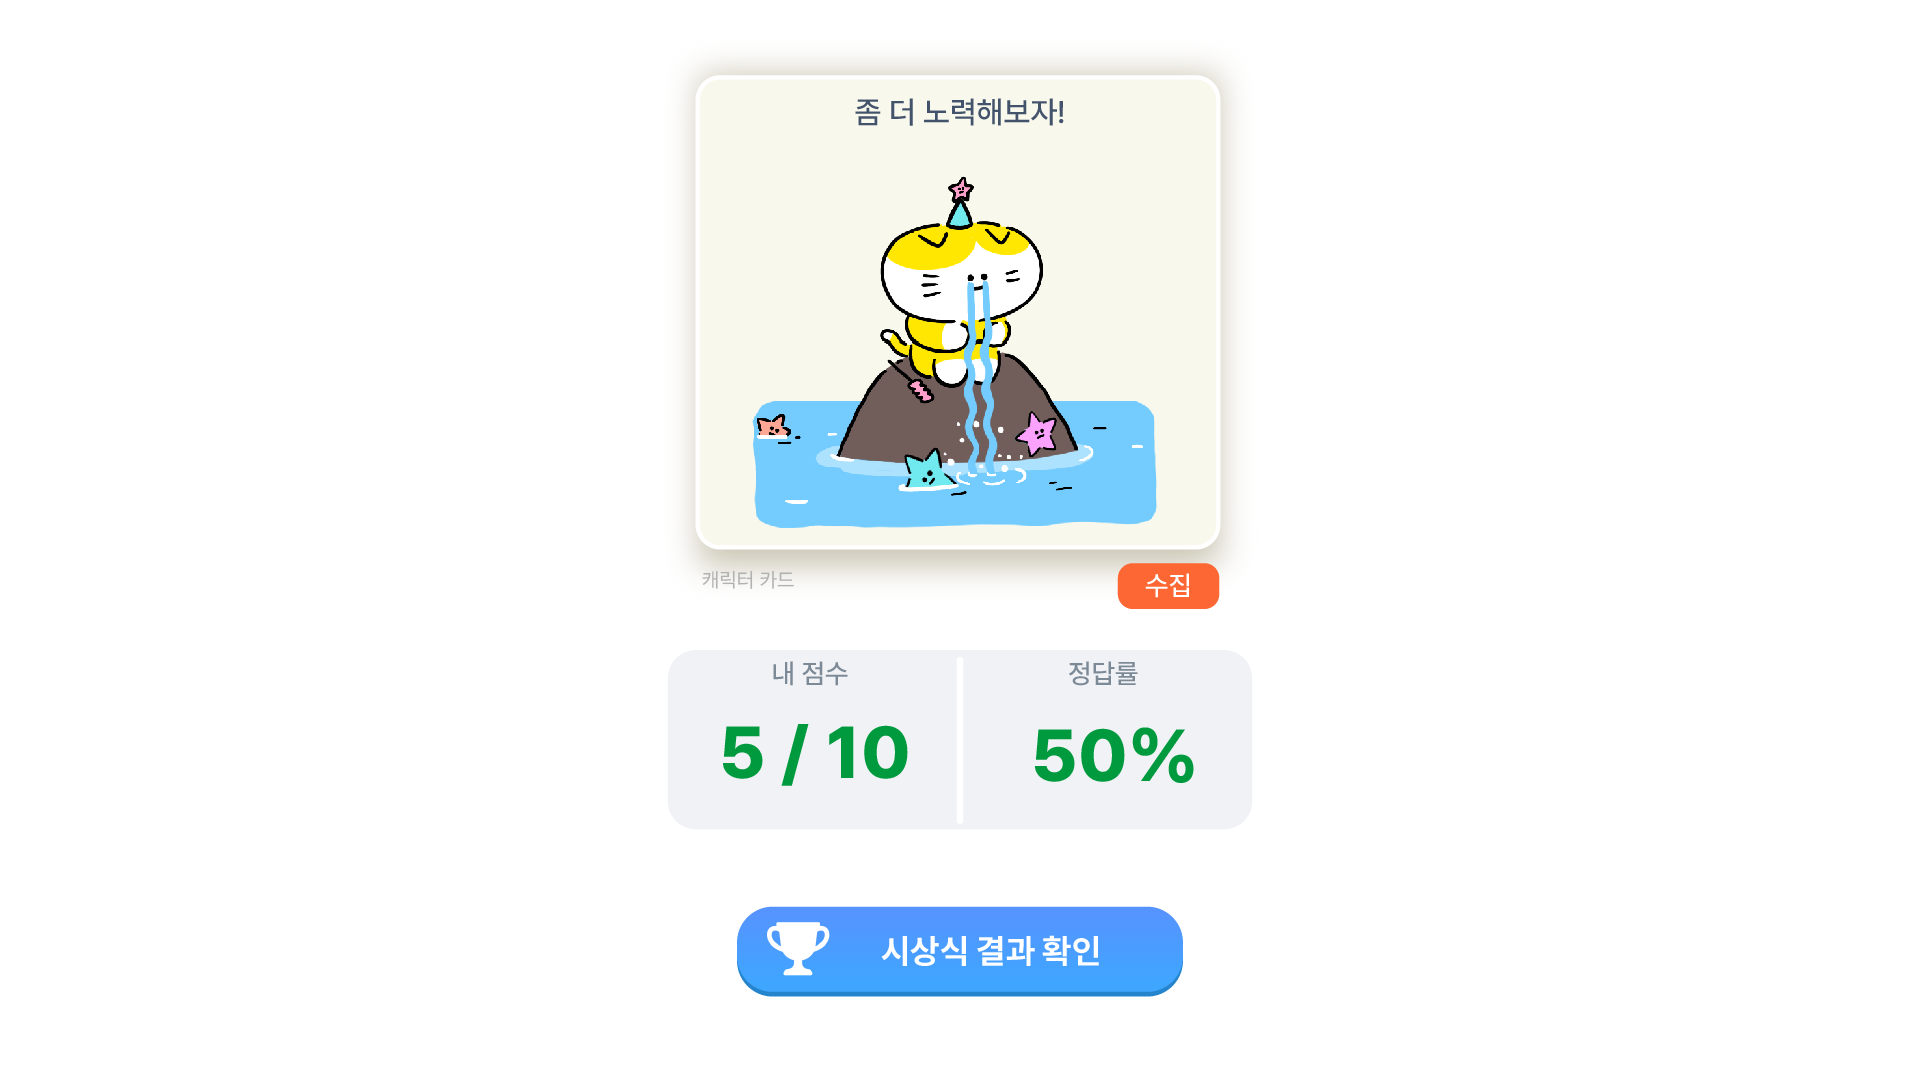 좀 더 노력해보자!
캐릭터 카드
수집
내 점수
정답률
5 / 10
50%
시상식 결과 확인